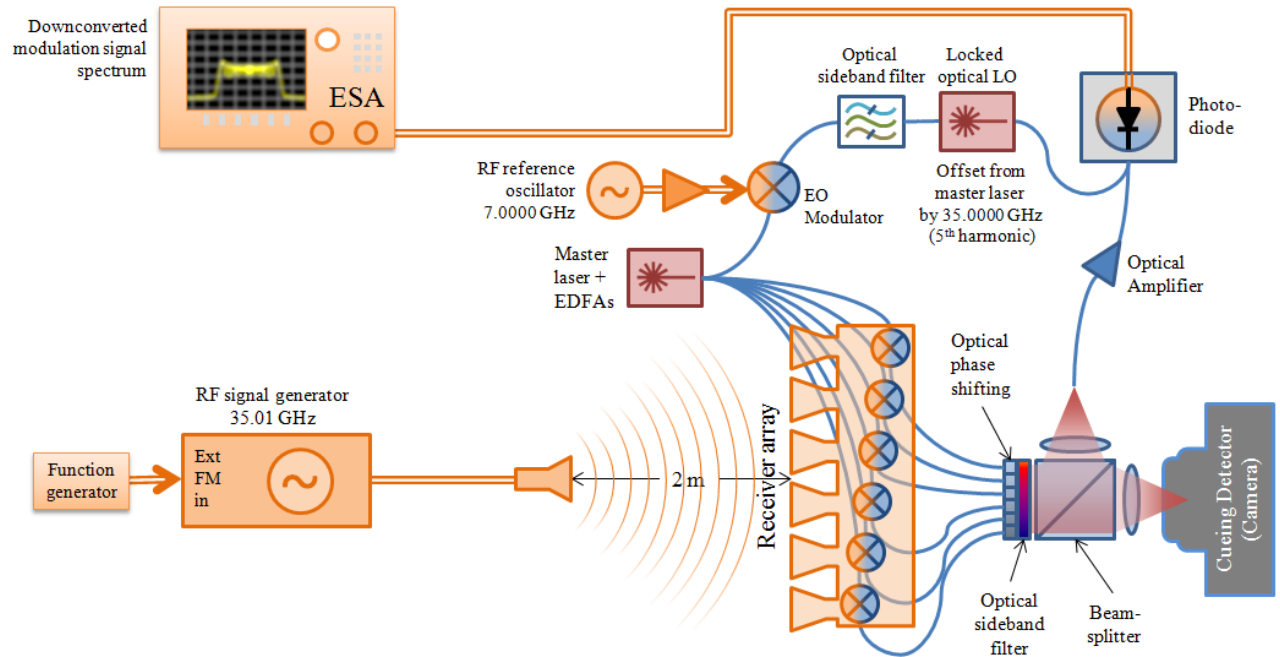 Downconverted
modulation signal
spectrum
ESA
Optical
sideband filter
Locked
optical LO
Photo-
diode
RF reference
oscillator
7.0000 GHz
EO
Modulator
Offset from
master laser
by 35.0000 GHz
(5th harmonic)
Master
laser +
EDFAs
Optical
Amplifier
Optical
phase
shifting
RF signal generator
35.01 GHz
Function
generator
Ext
FM
in
2 m
Receiver array
Cueing Detector
(Camera)
Optical
sideband
filter
Beam-
splitter